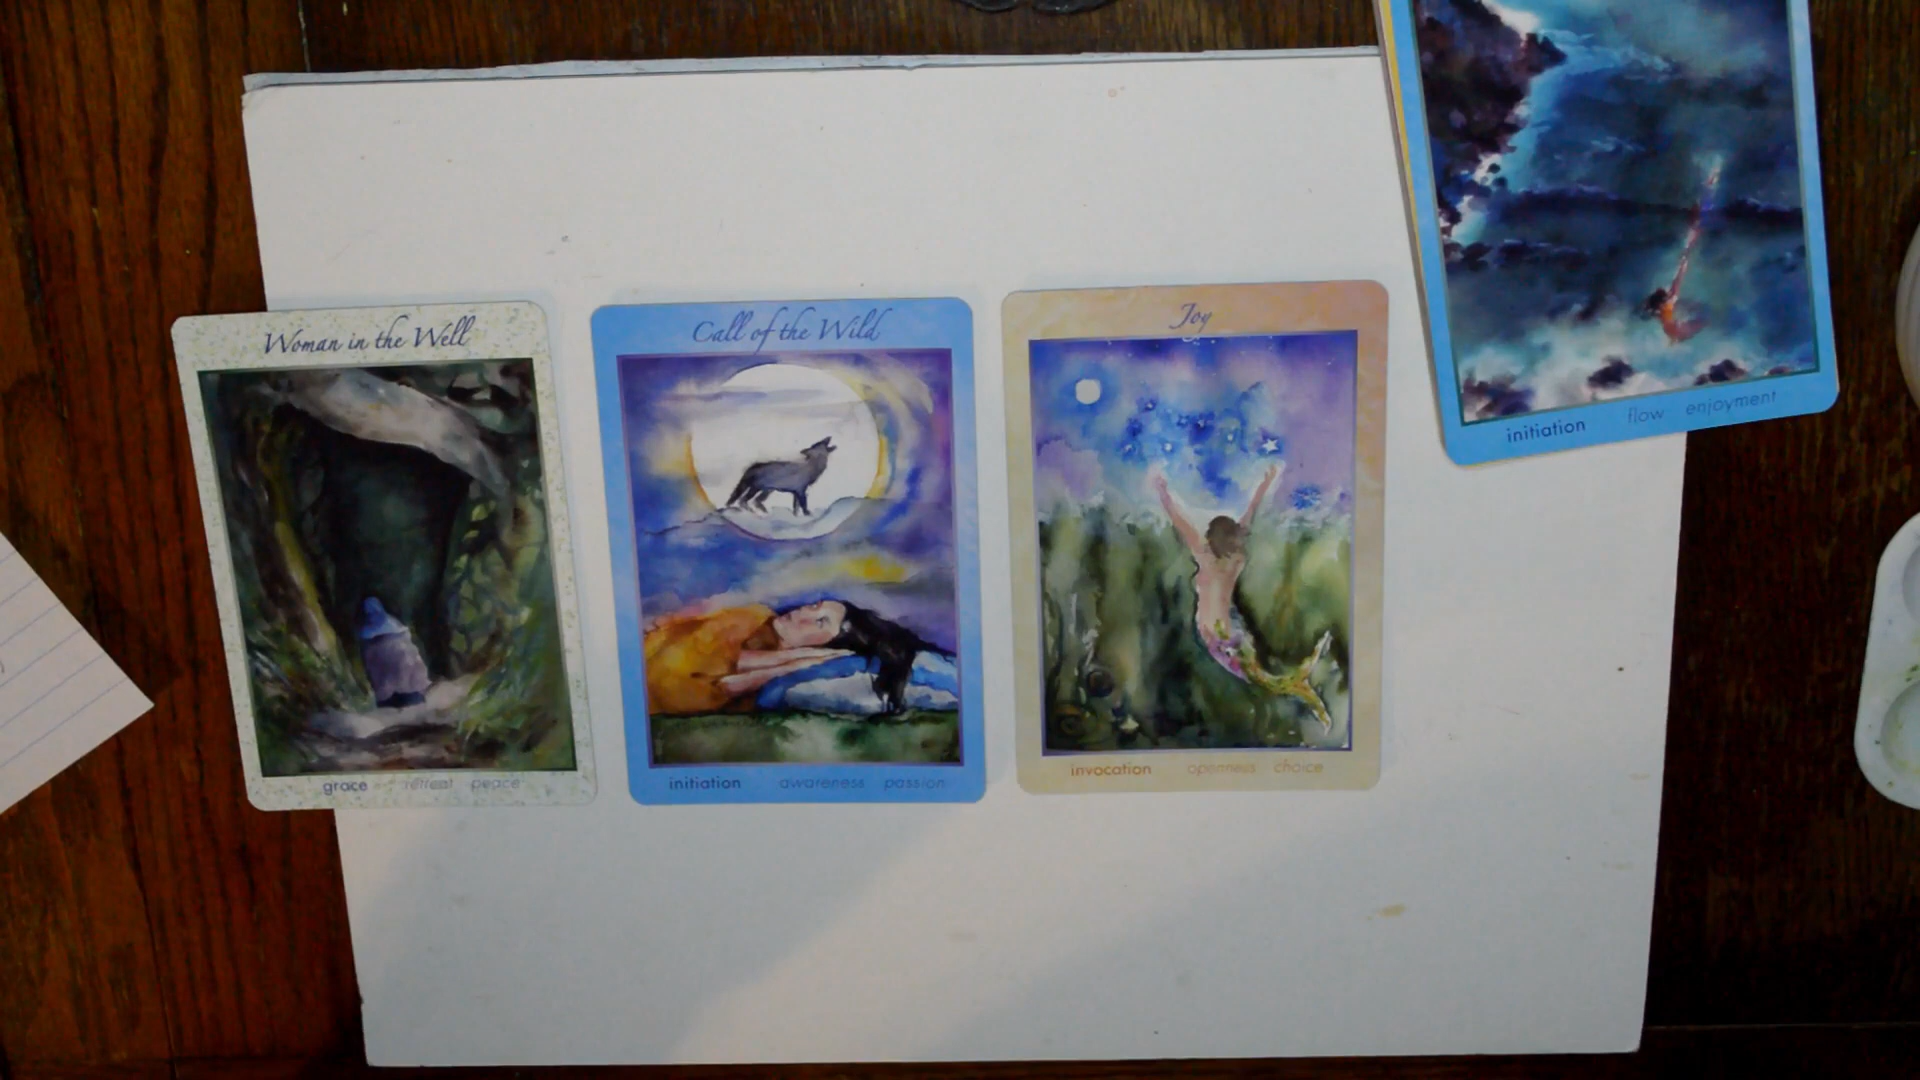 Woman in the Well
grace retreat peace
Call of the Wild
initiation awareness passion
Joy
invocation openness choice
initiation flow enjoyment